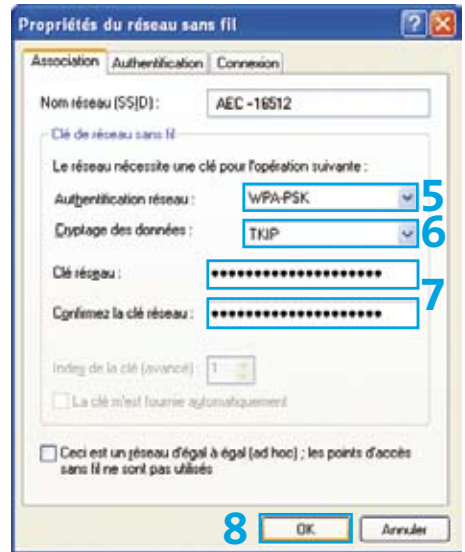 Propriétés du réseau sans fil
Association Authentification Connexion
Nom réseau (SSID) : AEC -16512
Clé de réseau sans fil
Le réseau nécessite une clé pour l'opération suivante :
Authentification réseau : WPA-PSK 5
Cryptage des données : TKIP 6
Clé réseau : ••••••••••••••••••••
7
Confirmez la clé réseau : ••••••••••••••••••••
Index de la clé (avancé) : 1
La clé m'est fournie automatiquement
Ceci est un réseau d'égal à égal (ad hoc) ; les points d'accès
sans fil ne sont pas utilisés
8 OK Annuler